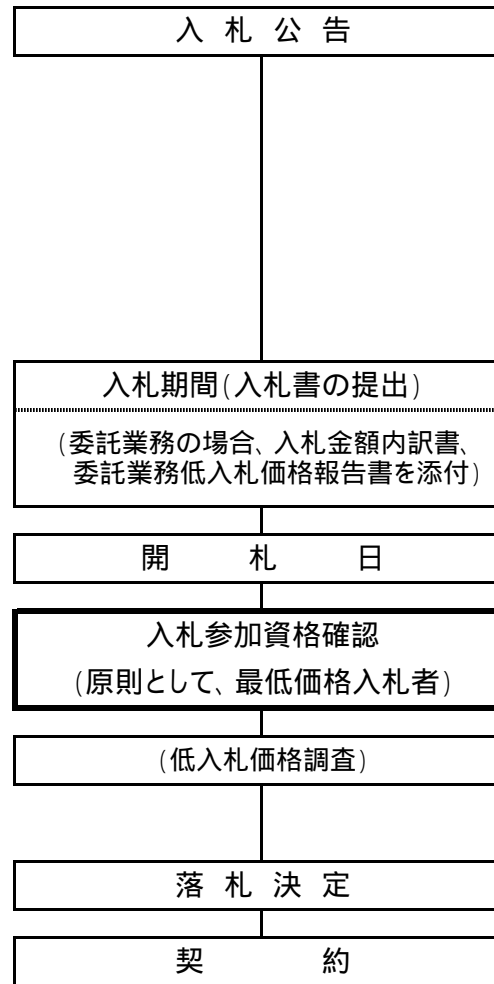 入札公告
入札期間(入札書の提出)
(委託業務の場合、入札金額内訳書、
委託業務低入札価格報告書を添付)
開札日
入札参加資格確認
(原則として、最低価格入札者)
(低入札価格調査)
落札決定
契約